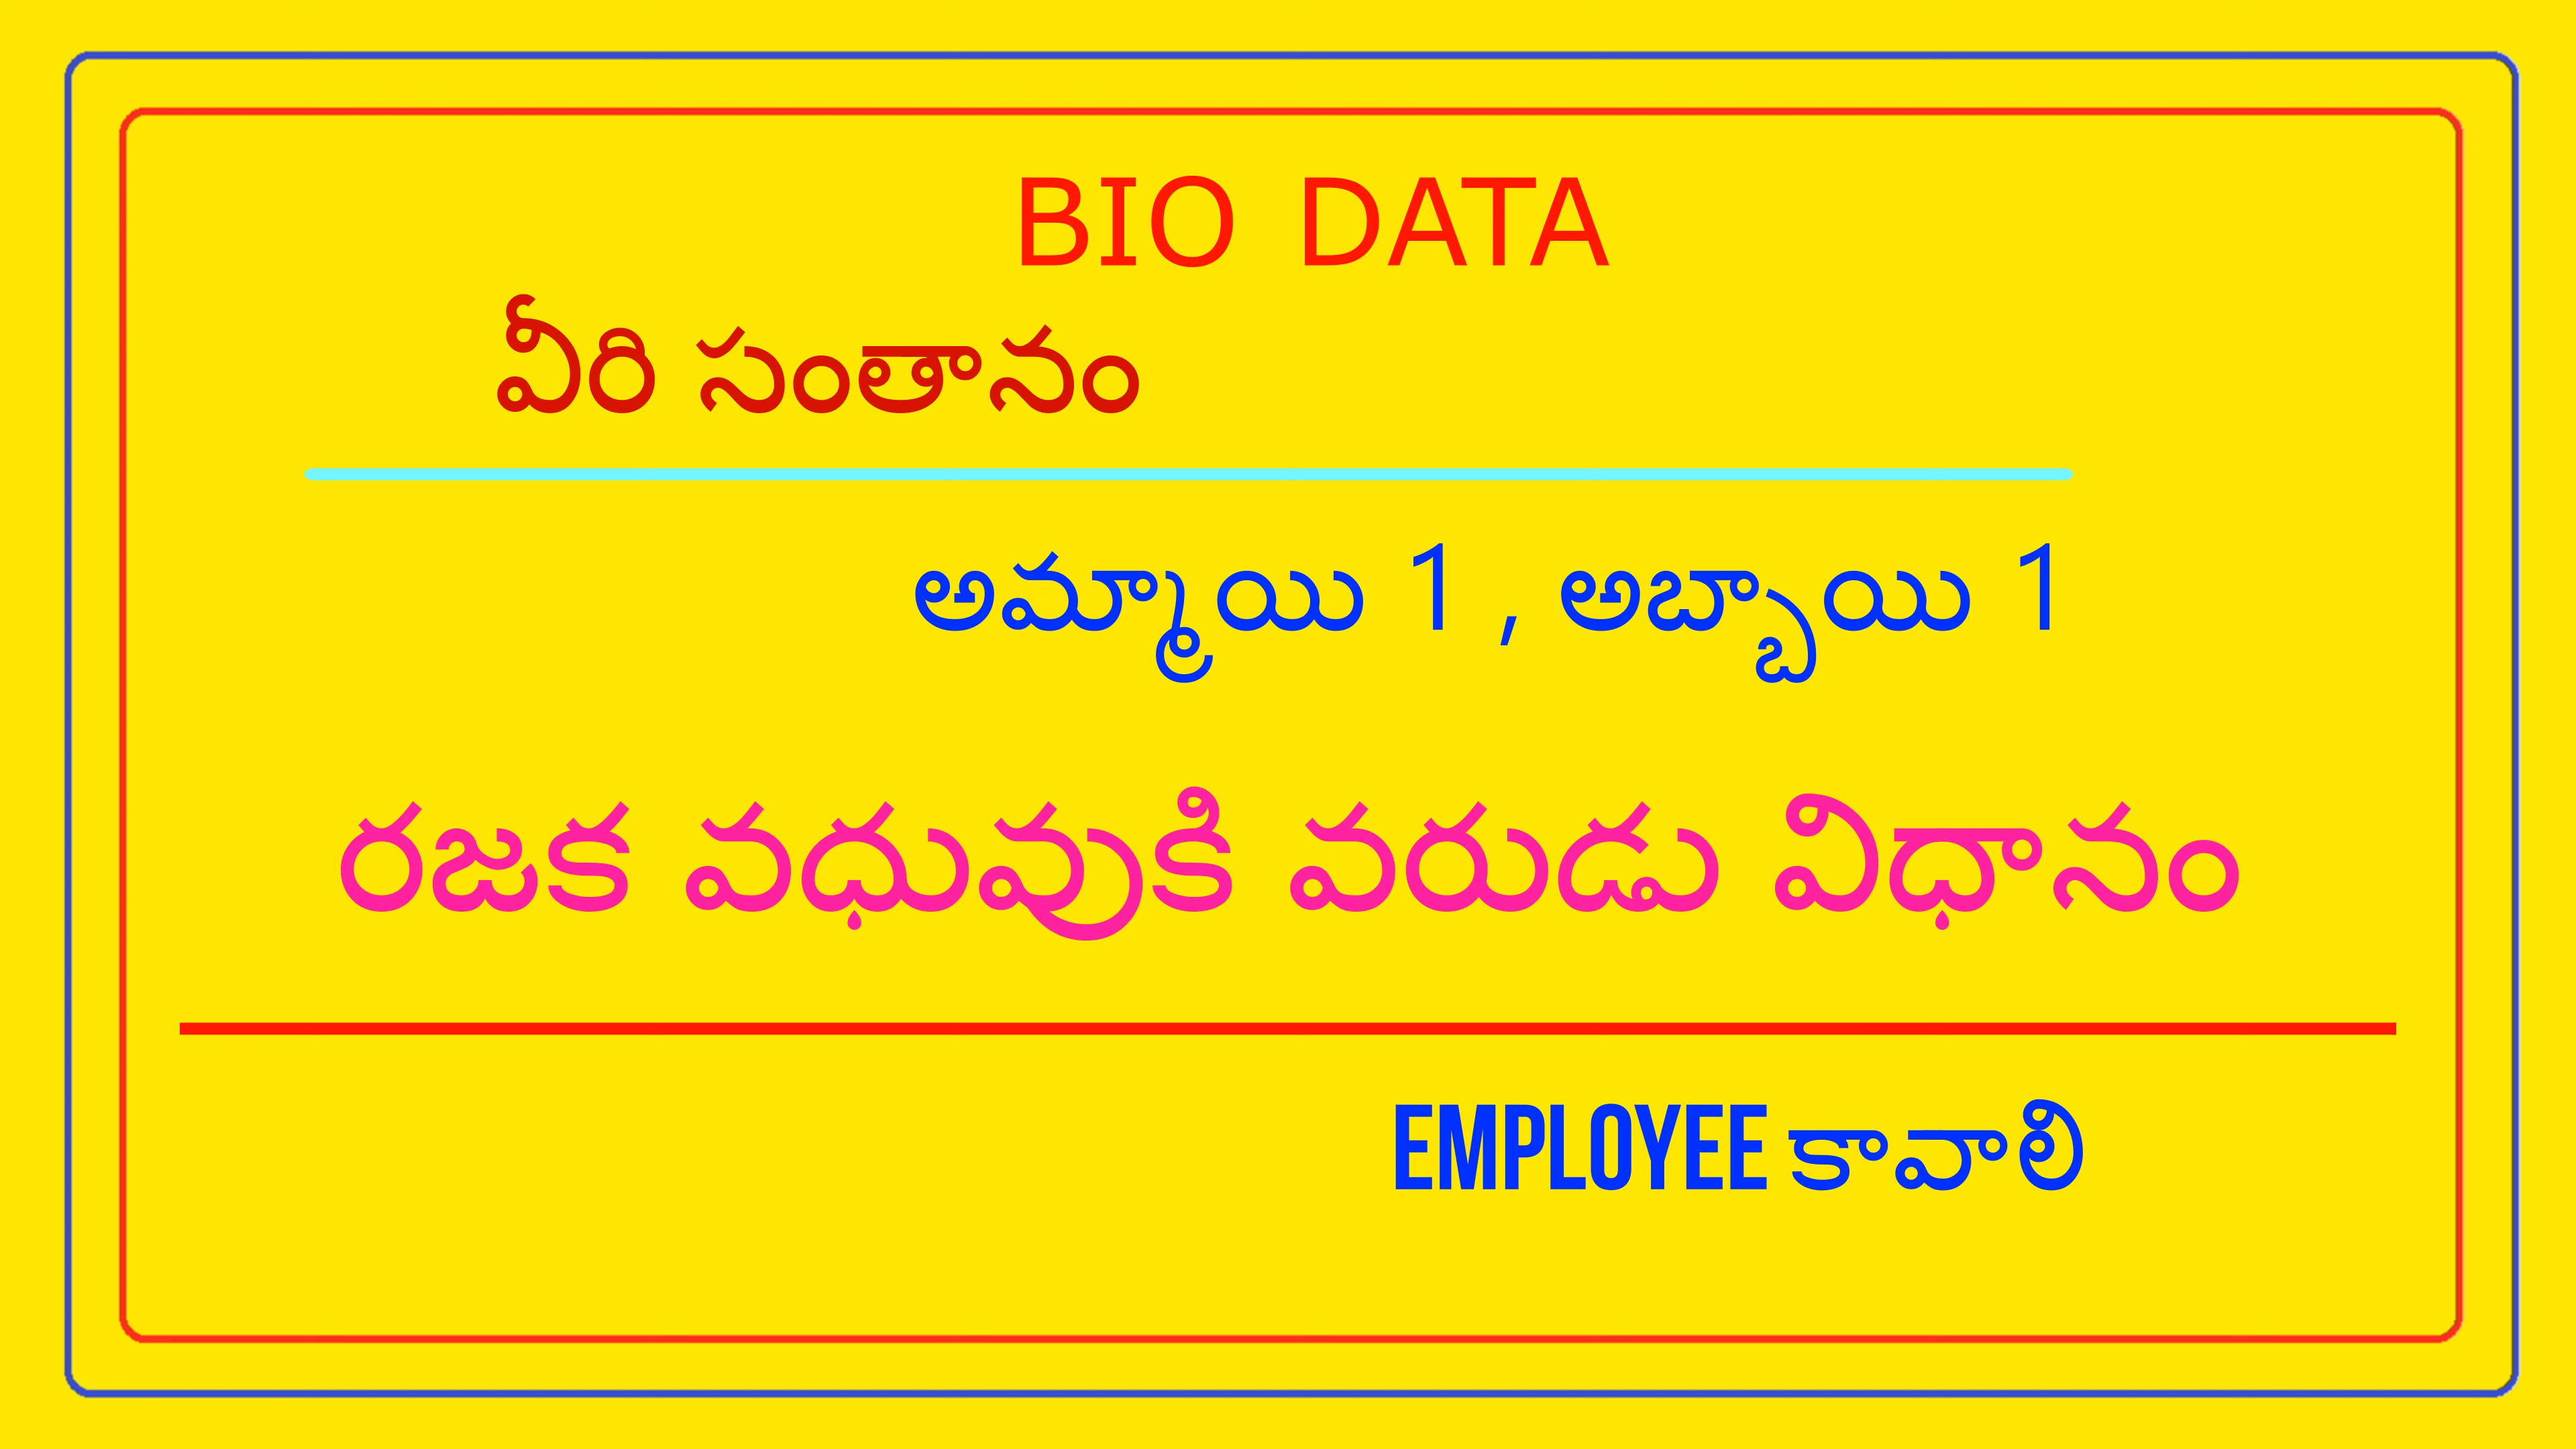 BIO DATA
వీరి సంతానం
అమ్మాయి 1 , అబ్బాయి 1
రజక వధువుకి వరుడు విధానం
EMPLOYEE కావాలి